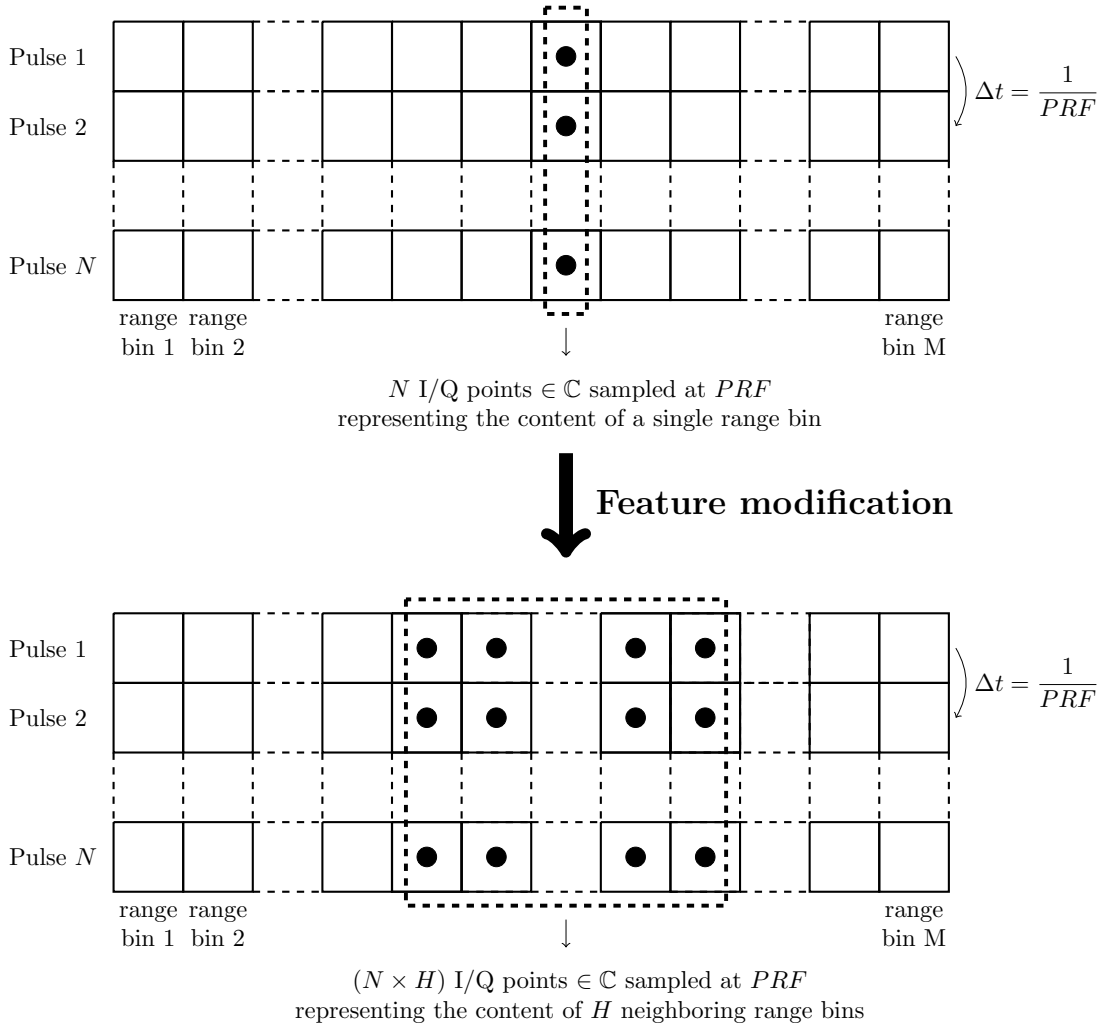 Pulse 1
Δt = 1/PRF
Pulse 2
Pulse N
range range range
bin 1 bin 2 bin M
N I/Q points ∈ ℂ sampled at PRF
representing the content of a single range bin
Feature modification
Pulse 1
Δt = 1/PRF
Pulse 2
Pulse N
range range range
bin 1 bin 2 bin M
(N × H) I/Q points ∈ ℂ sampled at PRF
representing the content of H neighboring range bins